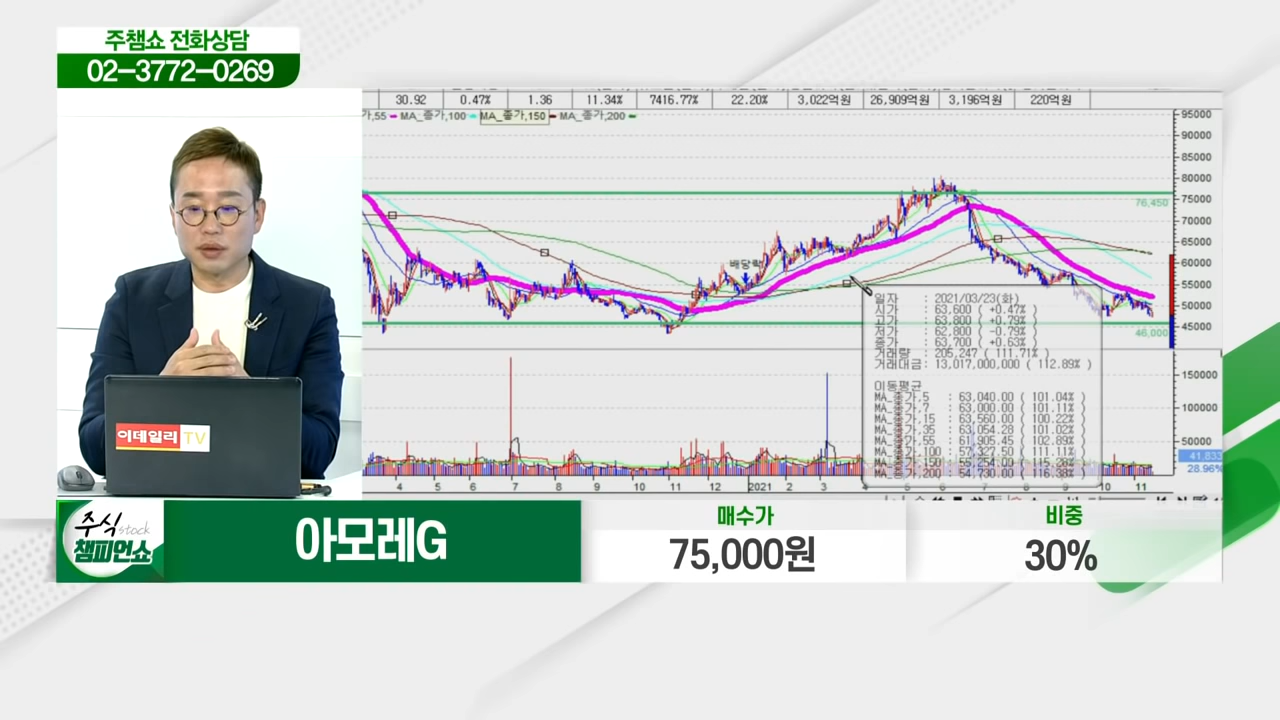 주챔쇼 전화상담
02-3772-0269
30.92 0.47% 1.36 11.34% 7416.77% 22.20% 3,022억원 26,909억원 3,196억원 220억원
가,55 MA_종가,100 MA_종가,150 MA_종가,200
95000
90000
85000
80000
76,450
75000
70000
65000
배당락
60000
55000
50000
46,000
45000
일자 : 2021/03/23(화)
시가 : 63,600 ( +0.47% )
고가 : 63,800 ( +0.79% )
저가 : 62,800 ( -0.79% )
종가 : 63,700 ( +0.63% )
거래량 : 205,247 ( 111.71% )
거래대금: 13,017,000,000 ( 112.89% )
이동평균
MA_종가,5 : 63,040.00 ( 101.04% )
MA_종가,7 : 63,000.00 ( 101.11% )
MA_종가,15 : 63,560.00 ( 100.22% )
MA_종가,35 : 63,054.28 ( 101.02% )
MA_종가,55 : 61,905.45 ( 102.89% )
MA_종가,100 : 57,327.50 ( 111.11% )
150000
100000
50000
41,833
28.96%
4 5 6 7 8 9 10 11 12 2021 2 3 4 5 6 7 8 9 10 11
이데일리 TV
주식 stock
챔피언쇼
아모레G
매수가
75,000원
비중
30%